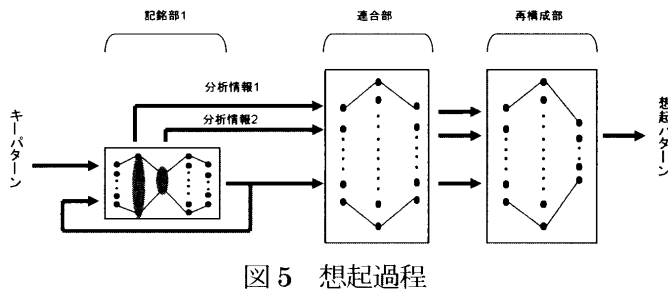 記銘部1
連合部
再構成部
分析情報1
分析情報2
キーパターン
想起パターン
図5 想起過程